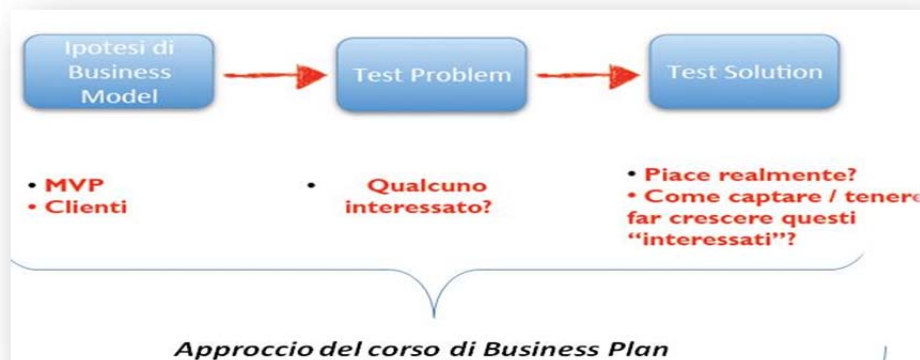 Ipotesi di
Business
Model
Test Problem
Test Solution
• MVP
• Clienti
• Qualcuno
interessato?
• Piace realmente?
• Come captare / tenere
far crescere questi
“interessati”?
Approccio del corso di Business Plan